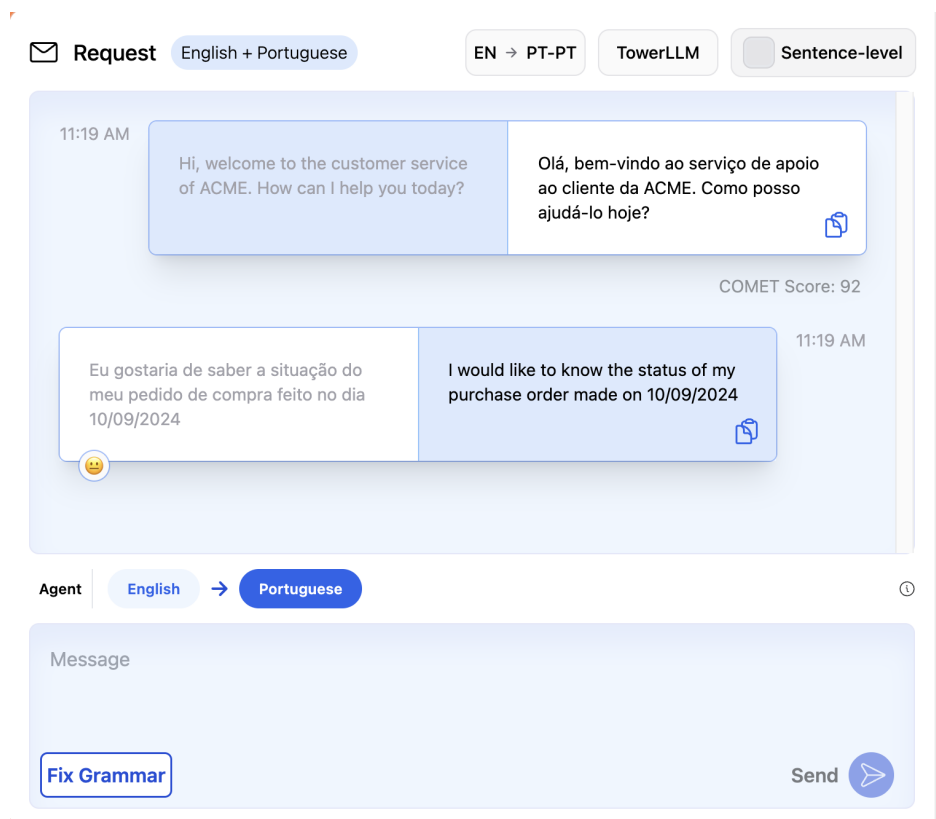 Request
English + Portuguese
EN → PT-PT
TowerLLM
Sentence-level
11:19 AM
Hi, welcome to the customer service
of ACME. How can I help you today?
Olá, bem-vindo ao serviço de apoio
ao cliente da ACME. Como posso
ajudá-lo hoje?
COMET Score: 92
Eu gostaria de saber a situação do
meu pedido de compra feito no dia
10/09/2024
I would like to know the status of my
purchase order made on 10/09/2024
11:19 AM
Agent
English
Portuguese
Message
Fix Grammar
Send